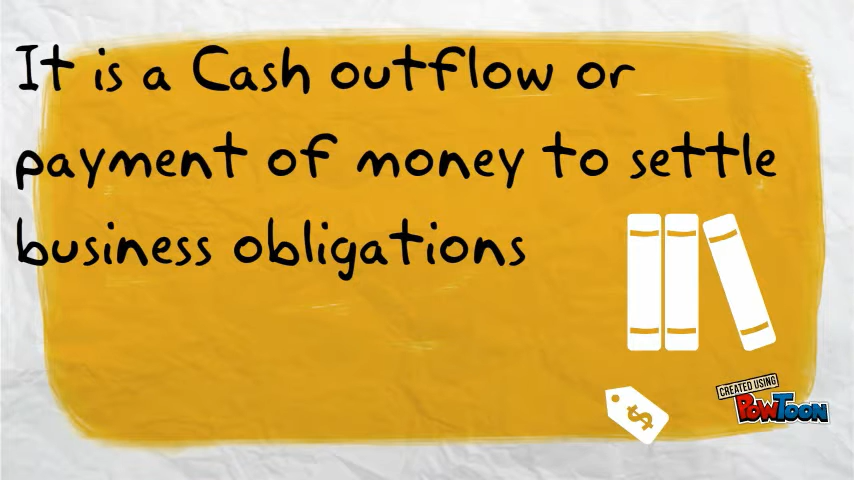 It is a Cash outflow or
payment of money to settle
business obligations
$
CREATED USING
POWTOON